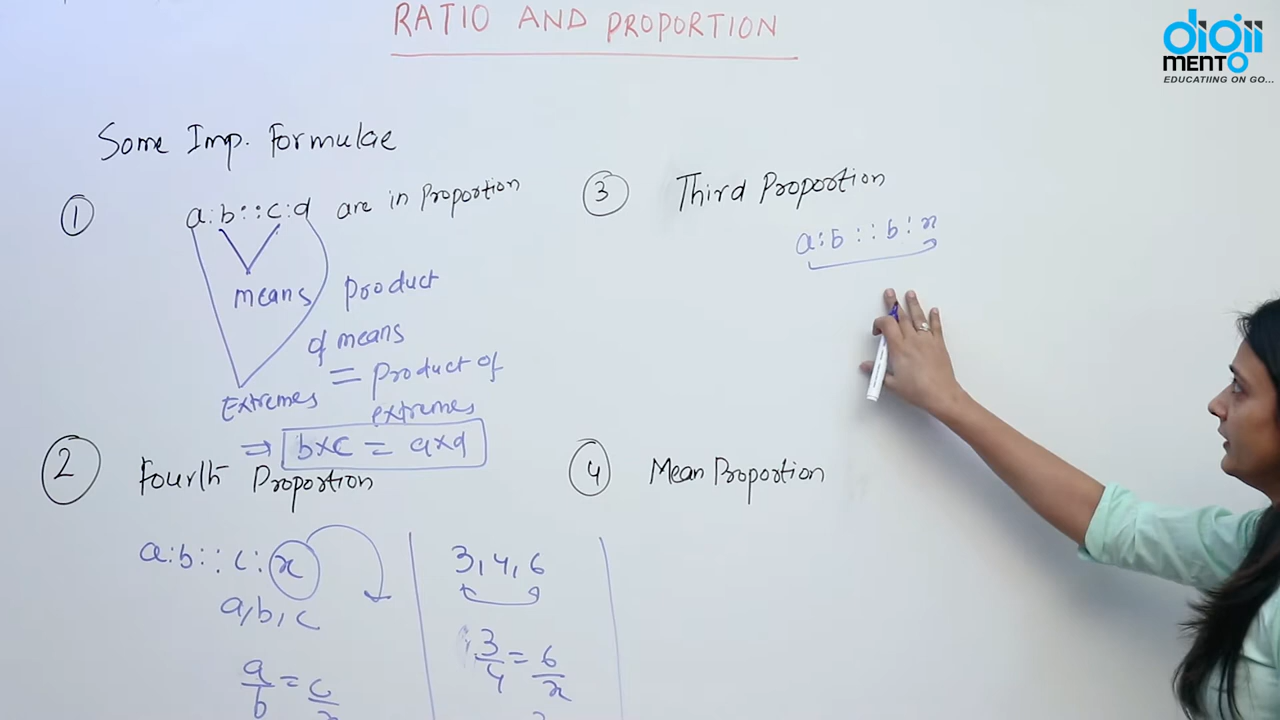 RATIO AND PROPORTION
digii
MENTO
EDUCATIING ON GO...
Some Imp. Formulae
① a:b::c:d are in Proportion
means
Extremes
product
of means
= product of
extremes
⇒ b×c = a×d
② Fourth Proportion
a:b::c:x
a,b,c
a/b = c/x
3,4,6
3/4 = 6/x
③ Third Proportion
a:b::b:x
④ Mean Proportion